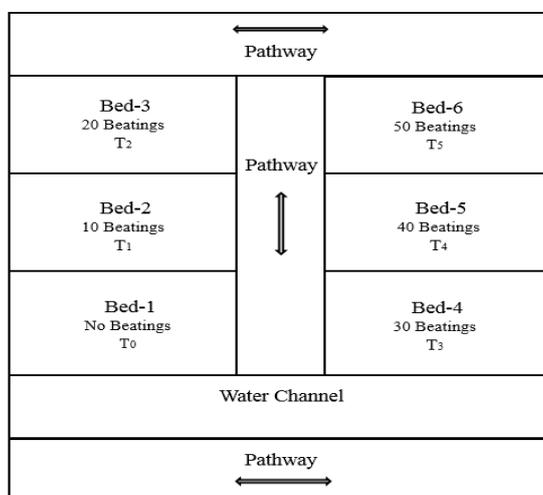 Pathway
Bed-3
20 Beatings
T₂
Bed-6
50 Beatings
T₅
Pathway
Bed-2
10 Beatings
T₁
Bed-5
40 Beatings
T₄
Bed-1
No Beatings
T₀
Bed-4
30 Beatings
T₃
Water Channel
Pathway